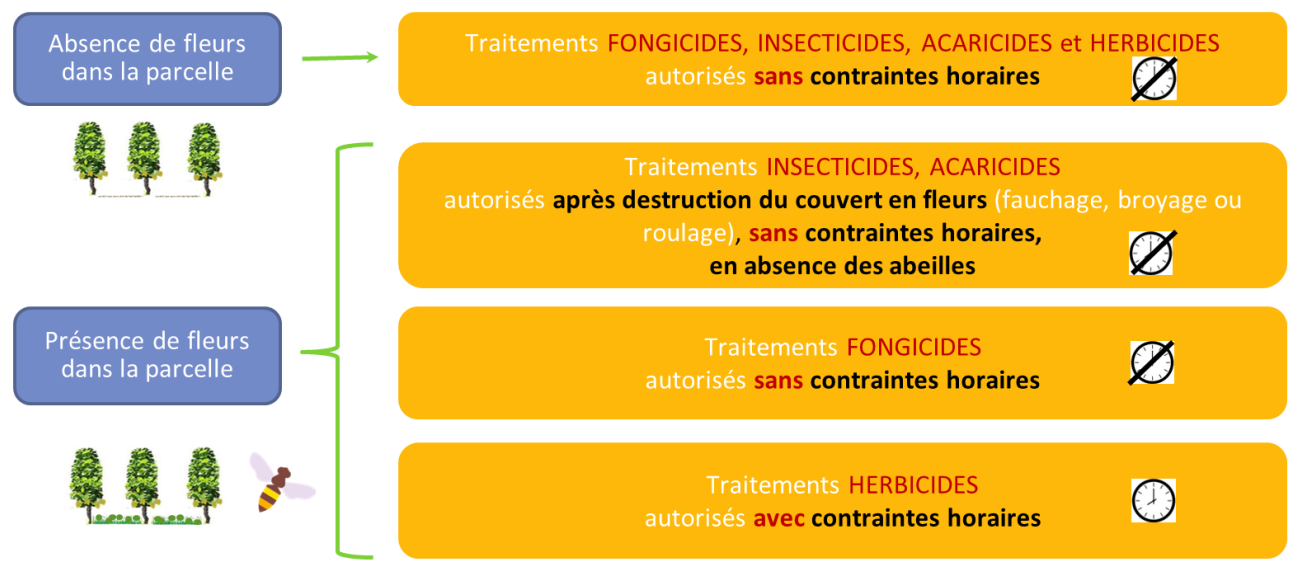 Absence de fleurs
dans la parcelle
Traitements FONGICIDES, INSECTICIDES, ACARICIDES et HERBICIDES
autorisés sans contraintes horaires
Traitements INSECTICIDES, ACARICIDES
autorisés après destruction du couvert en fleurs (fauchage, broyage ou
roulage), sans contraintes horaires,
en absence des abeilles
Présence de fleurs
dans la parcelle
Traitements FONGICIDES
autorisés sans contraintes horaires
Traitements HERBICIDES
autorisés avec contraintes horaires